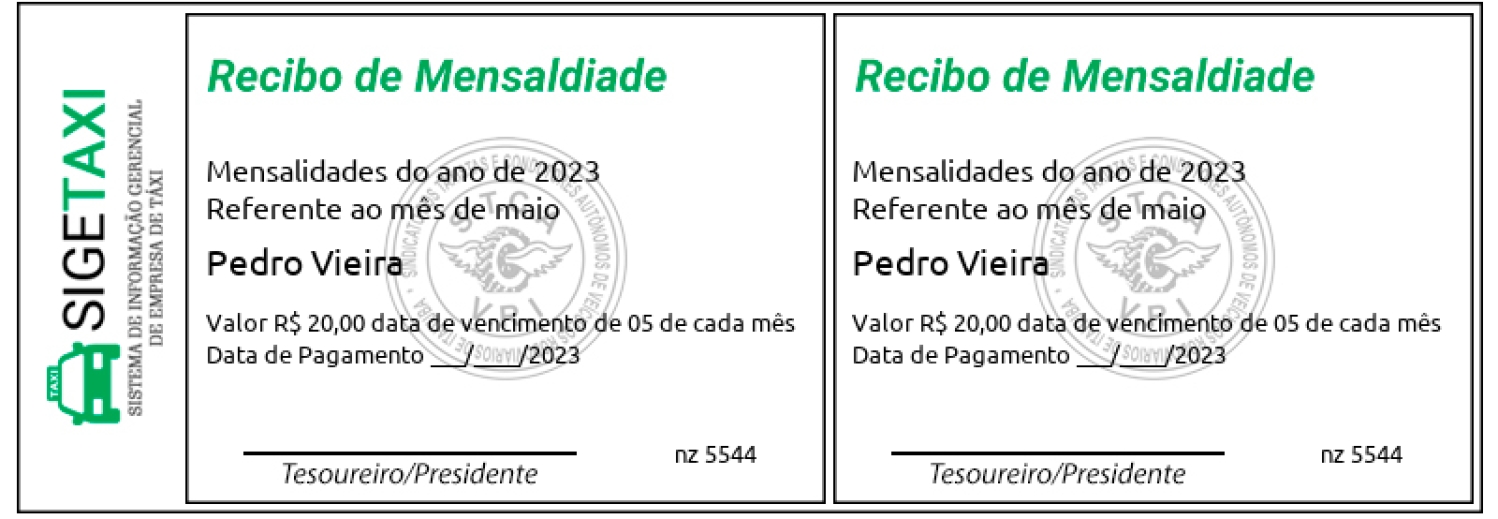 SIGETAXI
SISTEMA DE INFORMAÇÃO GERENCIAL
DE EMPRESA DE TÁXI
TAXI
Recibo de Mensaldiade
Mensalidades do ano de 2023
Referente ao mês de maio
Pedro Vieira
Valor R$ 20,00 data de vencimento de 05 de cada mês
Data de Pagamento ___/____/2023
Tesoureiro/Presidente
nz 5544
STCA
Recibo de Mensaldiade
Mensalidades do ano de 2023
Referente ao mês de maio
Pedro Vieira
Valor R$ 20,00 data de vencimento de 05 de cada mês
Data de Pagamento ___/____/2023
Tesoureiro/Presidente
nz 5544
STCA